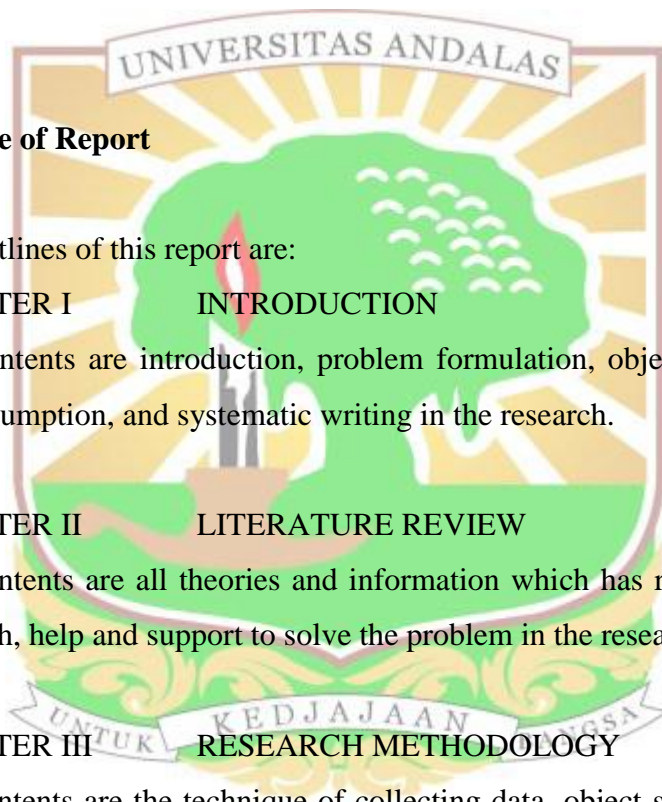 UNIVERSITAS ANDALAS
e of Report
tlines of this report are:
TER I INTRODUCTION
ntents are introduction, problem formulation, obje
umption, and systematic writing in the research.
TER II LITERATURE REVIEW
ntents are all theories and information which has r
h, help and support to solve the problem in the resea
UNTUK KEDJAJAAN BANGSA
TER III RESEARCH METHODOLOGY
ntents are the technique of collecting data, object s